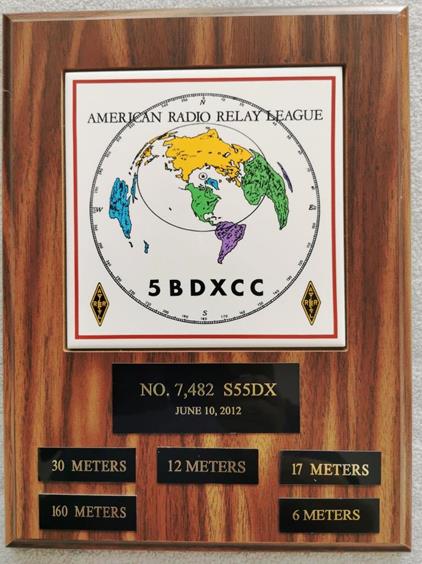 N
AMERICAN RADIO RELAY LEAGUE
W
E
5BDXCC
S
NO. 7,482 S55DX
JUNE 10, 2012
30 METERS
12 METERS
17 METERS
160 METERS
6 METERS